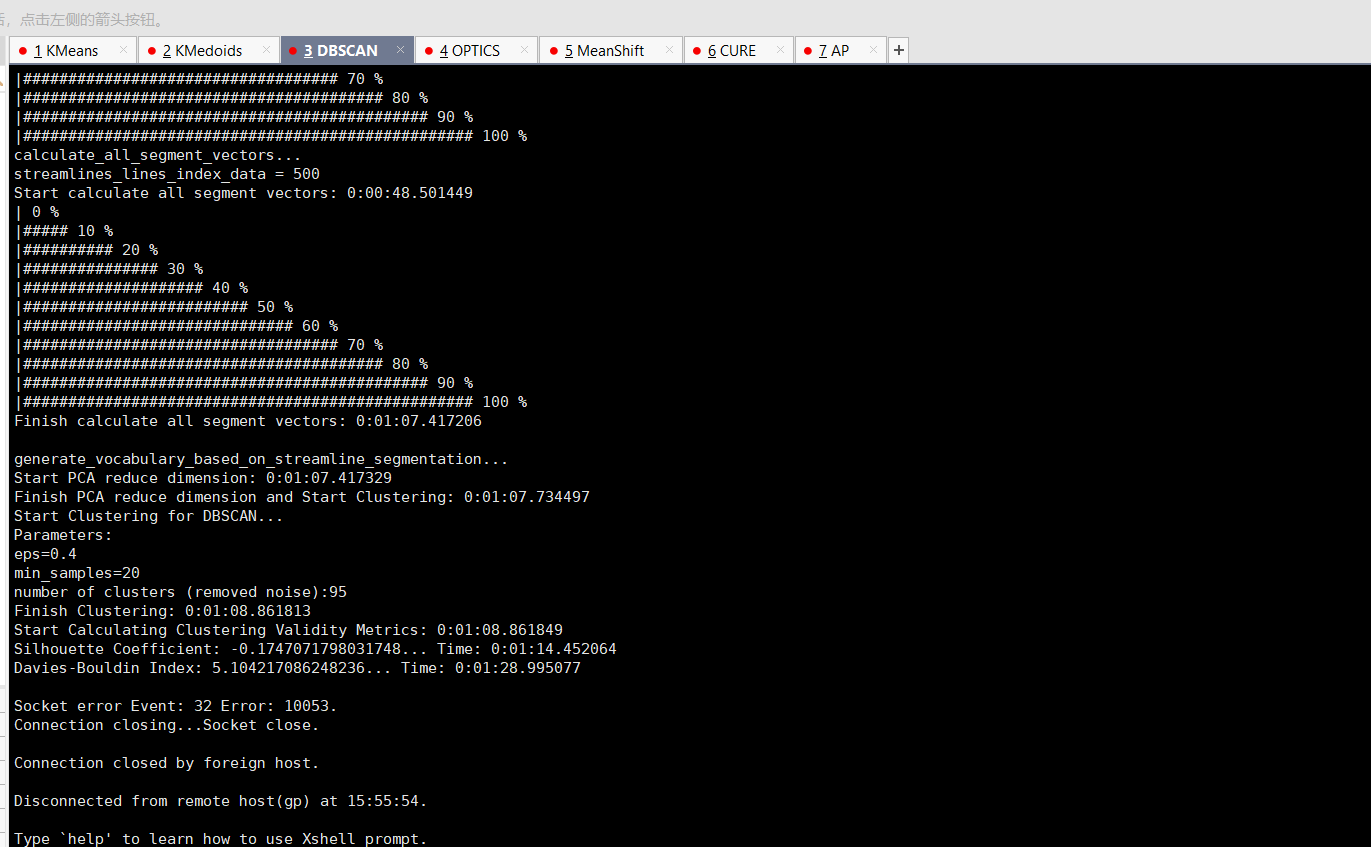 点击左侧的箭头按钮。
1 KMeans × 2 KMedoids × 3 DBSCAN × 4 OPTICS × 5 MeanShift × 6 CURE × 7 AP × +
|################################### 70 %
|######################################## 80 %
|############################################# 90 %
|################################################## 100 %
calculate_all_segment_vectors...
streamlines_lines_index_data = 500
Start calculate all segment vectors: 0:00:48.501449
| 0 %
|##### 10 %
|########## 20 %
|############### 30 %
|#################### 40 %
|######################### 50 %
|############################## 60 %
|################################### 70 %
|######################################## 80 %
|############################################# 90 %
|################################################## 100 %
Finish calculate all segment vectors: 0:01:07.417206
generate_vocabulary_based_on_streamline_segmentation...
Start PCA reduce dimension: 0:01:07.417329
Finish PCA reduce dimension and Start Clustering: 0:01:07.734497
Start Clustering for DBSCAN...
Parameters:
eps=0.4
min_samples=20
number of clusters (removed noise):95
Finish Clustering: 0:01:08.861813
Start Calculating Clustering Validity Metrics: 0:01:08.861849
Silhouette Coefficient: -0.1747071798031748... Time: 0:01:14.452064
Davies-Bouldin Index: 5.104217086248236... Time: 0:01:28.995077
Socket error Event: 32 Error: 10053.
Connection closing...Socket close.
Connection closed by foreign host.
Disconnected from remote host(gp) at 15:55:54.
Type `help' to learn how to use Xshell prompt.